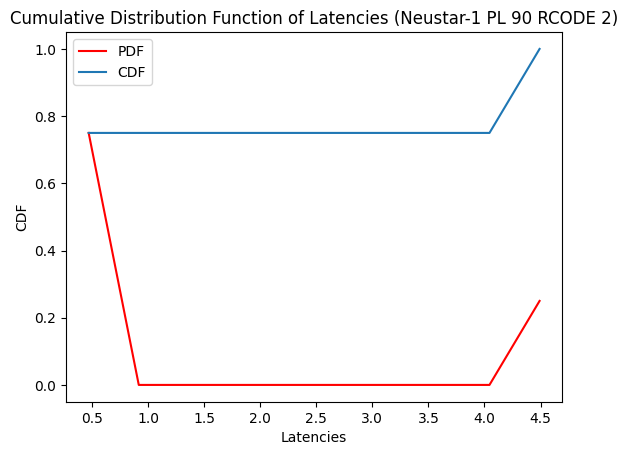 Cumulative Distribution Function of Latencies (Neustar-1 PL 90 RCODE 2)
PDF
CDF
1.0
0.8
0.6
0.4
0.2
0.0
CDF
0.5 1.0 1.5 2.0 2.5 3.0 3.5 4.0 4.5
Latencies